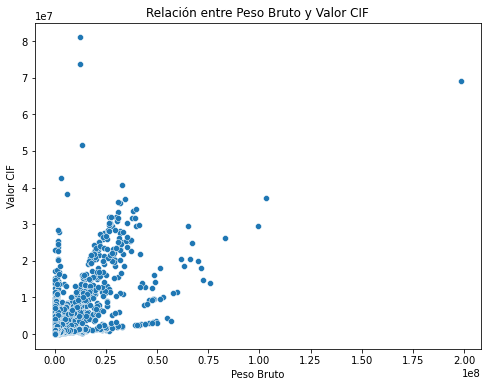 Relación entre Peso Bruto y Valor CIF
1e7
8
7
6
5
4
3
2
1
0
Valor CIF
0.00 0.25 0.50 0.75 1.00 1.25 1.50 1.75 2.00
1e8
Peso Bruto